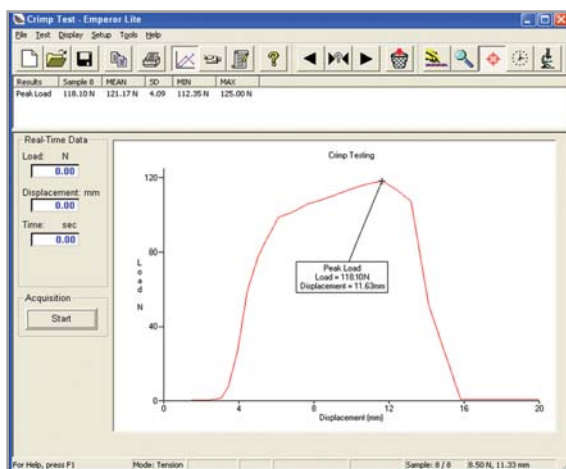 Crimp Test - Emperor Lite
File Test Display Setup Tools Help
Results Sample 8 MEAN SD MIN MAX
Peak Load 118.10 N 121.17 N 4.09 112.35 N 125.00 N
Real-Time Data
Load: N
0.00
Displacement: mm
0.00
Time: sec
0.00
Acquisition
Start
Crimp Testing
120
80
40
0
Load N
Peak Load
Load = 118.10N
Displacement = 11.63mm
0 4 8 12 16 20
Displacement (mm)
For Help, press F1 Mode: Tension Sample: 8 / 8 8.50 N, 11.33 mm